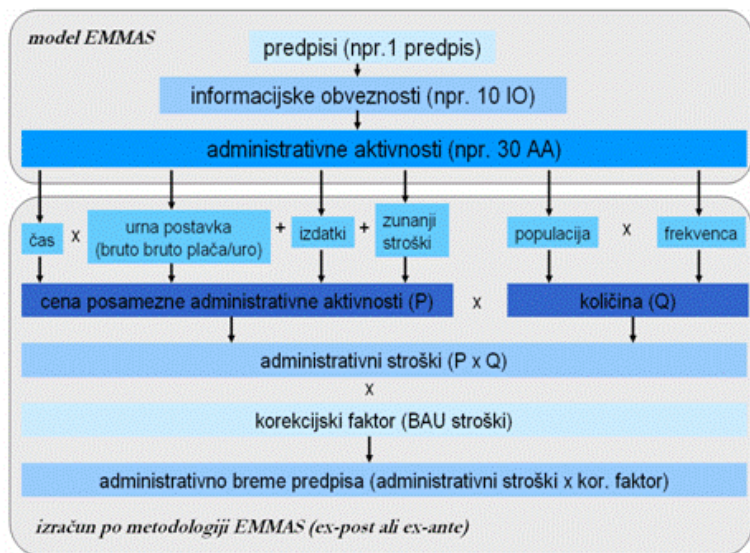 model EMMAS
predpisi (npr.1 predpis)
informacijske obveznosti (npr. 10 IO)
administrativne aktivnosti (npr. 30 AA)
čas x urna postavka + izdatki + zunanji populacija x frekvenca
(bruto bruto plača/uro) stroški
cena posamezne administrativne aktivnosti (P) x količina (Q)
administrativni stroški (P x Q)
x
korekcijski faktor (BAU stroški)
administrativno breme predpisa (administrativni stroški x kor. faktor)
izračun po metodologiji EMMAS (ex-post ali ex-ante)